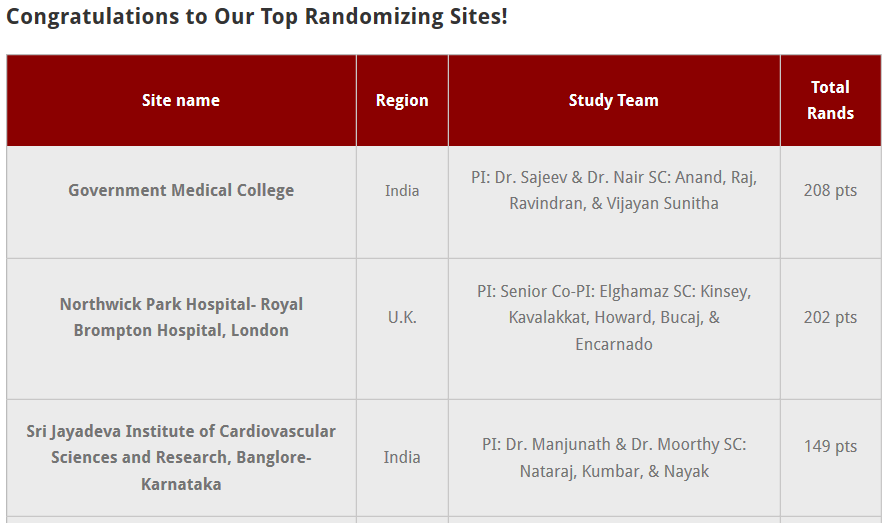 Congratulations to Our Top Randomizing Sites!
Site name
Region
Study Team
Total
Rands
Government Medical College
India
PI: Dr. Sajeev & Dr. Nair SC: Anand, Raj,
Ravindran, & Vijayan Sunitha
208 pts
Northwick Park Hospital- Royal
Brompton Hospital, London
U.K.
PI: Senior Co-PI: Elghamaz SC: Kinsey,
Kavalakkat, Howard, Bucaj, &
Encarnado
202 pts
Sri Jayadeva Institute of Cardiovascular
Sciences and Research, Banglore-
Karnataka
India
PI: Dr. Manjunath & Dr. Moorthy SC:
Nataraj, Kumbar, & Nayak
149 pts